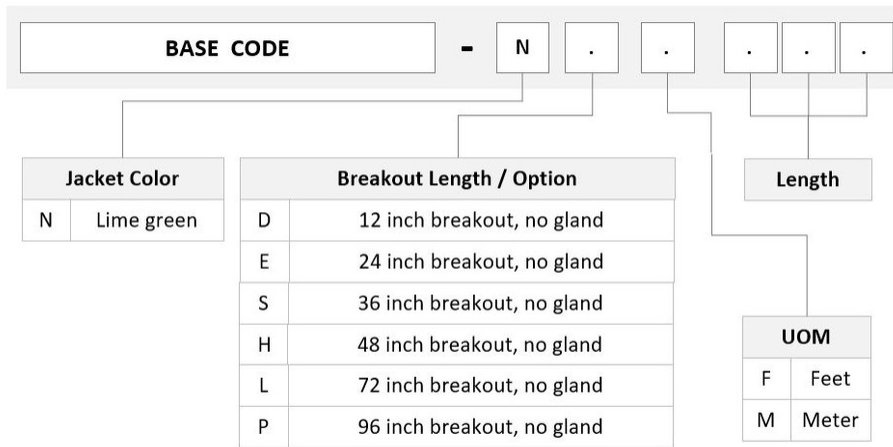 BASE CODE - N . . . . .
Jacket Color
N Lime green
Breakout Length / Option
D 12 inch breakout, no gland
E 24 inch breakout, no gland
S 36 inch breakout, no gland
H 48 inch breakout, no gland
L 72 inch breakout, no gland
P 96 inch breakout, no gland
Length
UOM
F Feet
M Meter